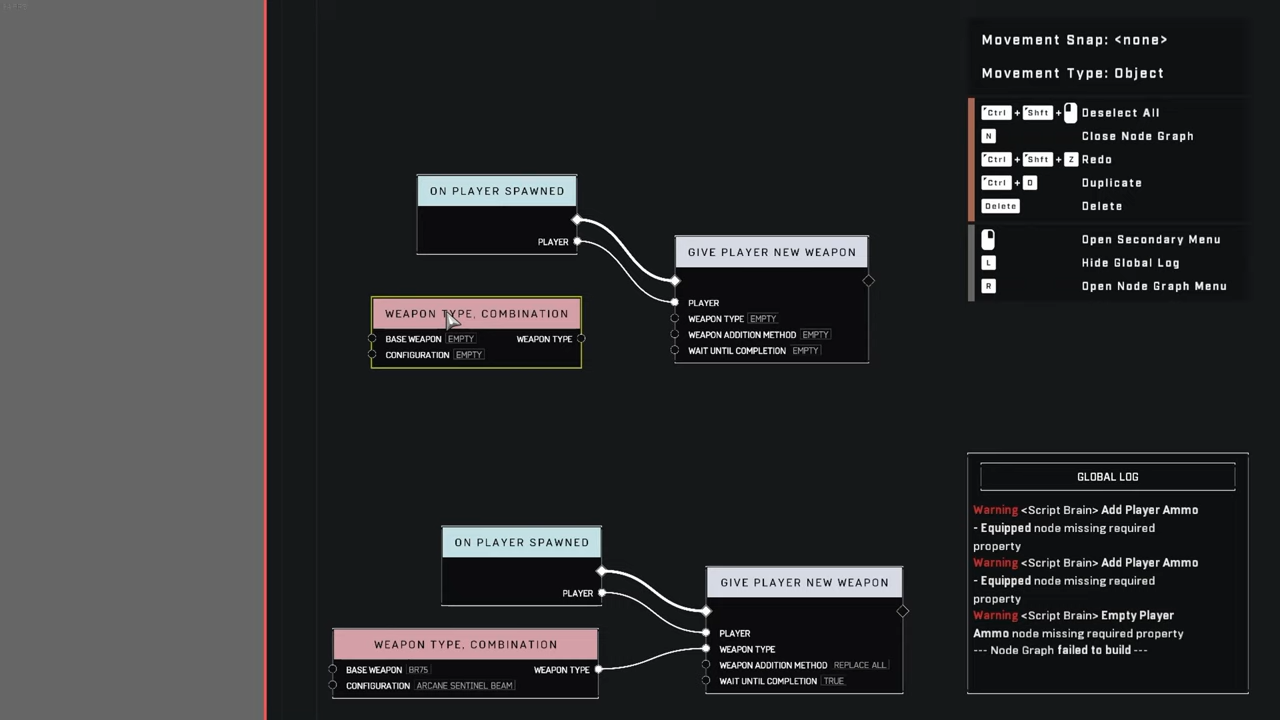 Movement Snap: <none>
Movement Type: Object
Ctrl + Shft + Deselect All
N Close Node Graph
Ctrl + Shft + Z Redo
Ctrl + D Duplicate
Delete Delete
Open Secondary Menu
L Hide Global Log
R Open Node Graph Menu
ON PLAYER SPAWNED
PLAYER
GIVE PLAYER NEW WEAPON
PLAYER
WEAPON TYPE EMPTY
WEAPON ADDITION METHOD EMPTY
WAIT UNTIL COMPLETION EMPTY
WEAPON TYPE, COMBINATION
BASE WEAPON EMPTY WEAPON TYPE
CONFIGURATION EMPTY
ON PLAYER SPAWNED
PLAYER
GIVE PLAYER NEW WEAPON
PLAYER
WEAPON TYPE
WEAPON ADDITION METHOD REPLACE ALL
WAIT UNTIL COMPLETION TRUE
WEAPON TYPE, COMBINATION
BASE WEAPON BR75 WEAPON TYPE
CONFIGURATION ARCANE SENTINEL BEAM
GLOBAL LOG
Warning <Script Brain> Add Player Ammo
- Equipped node missing required
property
Warning <Script Brain> Add Player Ammo
- Equipped node missing required
property
Warning <Script Brain> Empty Player
Ammo node missing required property
--- Node Graph failed to build ---